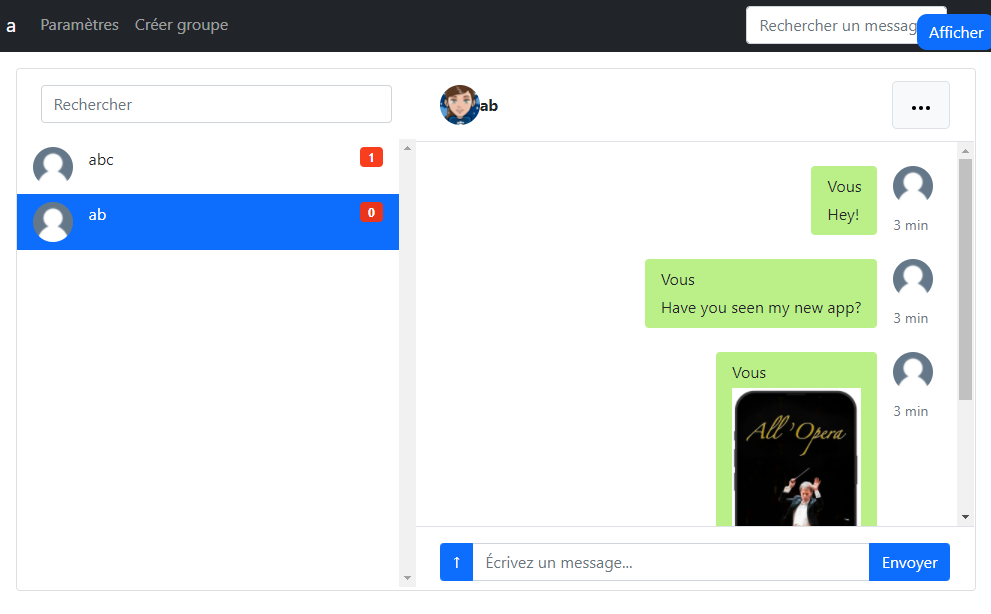 a Paramètres Créer groupe Rechercher un messag Afficher
Rechercher
abc 1
ab 0
ab
...
Vous
Hey!
3 min
Vous
Have you seen my new app?
3 min
Vous
3 min
All'Opera
↑ Écrivez un message... Envoyer